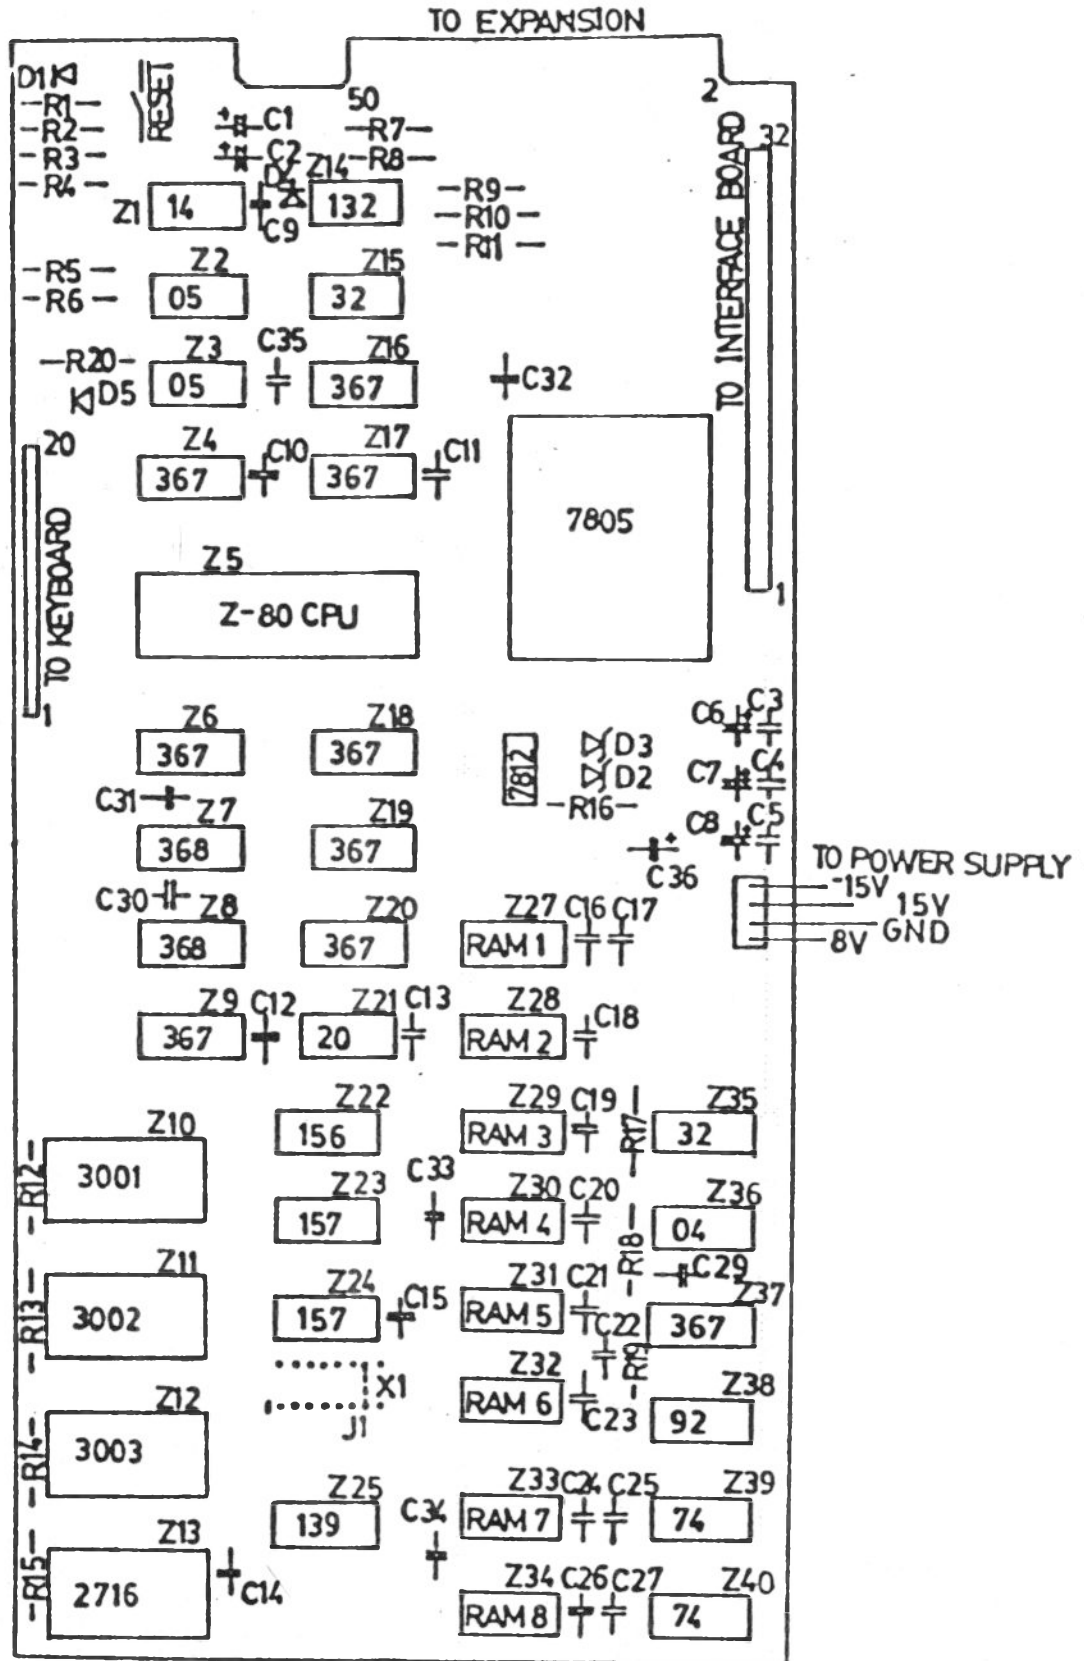 TO EXPANSION
D1
R1
R2
R3
R4
RESET
C1
C2
50
R7
R8
2
32
TO INTERFACE BOARD
1
Z1
14
C9
Z14
132
R9
R10
R11
R5
R6
Z2
05
Z15
32
R20
D5
Z3
05
C35
Z16
367
C32
20
TO KEYBOARD
1
Z4
367
C10
Z17
367
C11
7805
Z5
Z-80 CPU
Z6
367
Z18
367
7812
D3
D2
R16
C6
C3
C7
C4
C8
C5
C31
Z7
368
Z19
367
C36
TO POWER SUPPLY
-15V
15V
GND
8V
C30
Z8
368
Z20
367
Z27
RAM 1
C16
C17
Z9
367
C12
Z21
20
C13
Z28
RAM 2
C18
Z22
156
Z29
RAM 3
C19
R17
Z35
32
R12
Z10
3001
Z23
157
C33
Z30
RAM 4
C20
R18
Z36
04
C29
R13
Z11
3002
Z24
157
C15
Z31
RAM 5
C21
C22
R19
Z37
367
X1
J1
Z32
RAM 6
C23
Z38
92
R14
Z12
3003
Z25
139
C34
Z33
RAM 7
C24
C25
Z39
74
R15
Z13
2716
C14
Z34
RAM 8
C26
C27
Z40
74